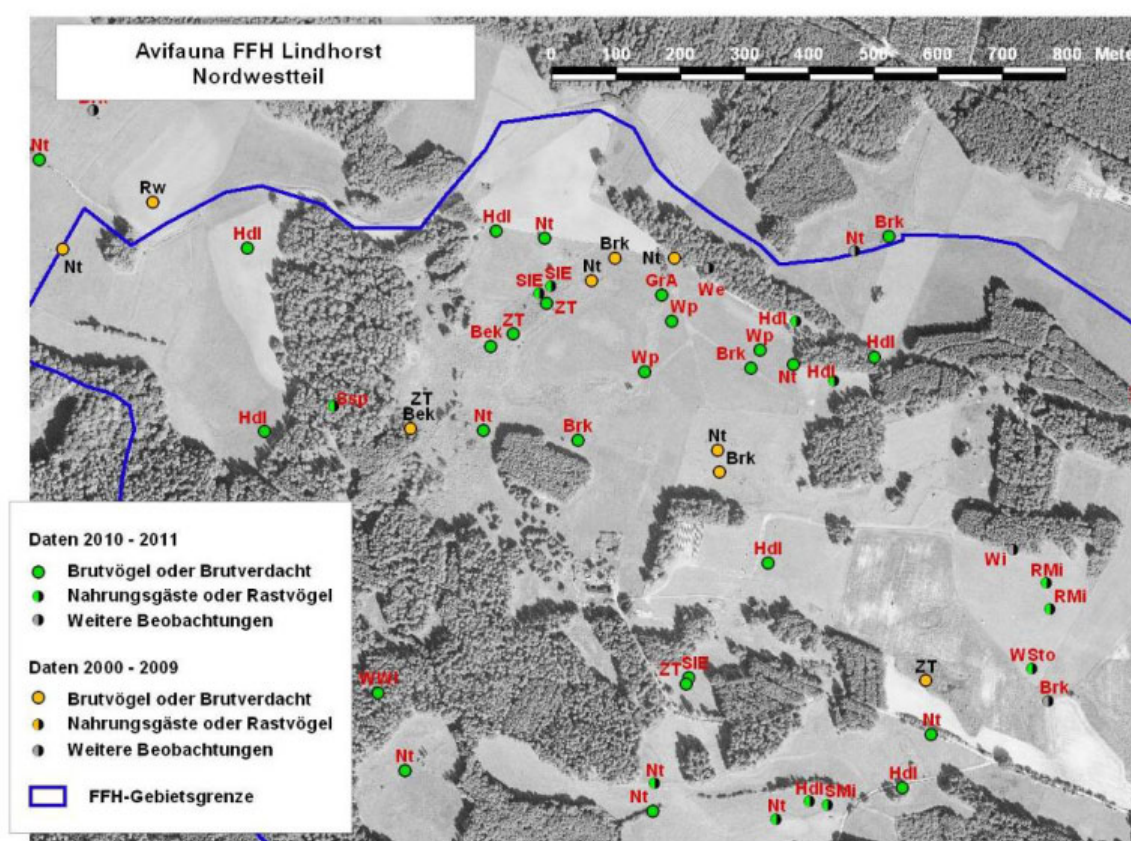 Avifauna FFH Lindhorst
Nordwestteil
0 100 200 300 400 500 600 700 800 Mete
Brk
Nt
Rw
Nt
Hdl
Hdl Nt
Brk
Nt
Nt
We
Nt
Brk
SIE
SIE
ZT
GrA
Wp
Bek
ZT
Wp
Hdl
Wp
Brk
Nt
Hdl
Hdl
Hdl
Bsp
ZT
Bek
Nt
Brk
Nt
Brk
Hdl
Wi
RMi
RMi
WSto
Brk
ZT
WWi
ZT
SIE
Nt
Nt
Nt
Nt
Nt
Hdl
SMi
Hdl
Daten 2010 - 2011
Brutvögel oder Brutverdacht
Nahrungsgäste oder Rastvögel
Weitere Beobachtungen
Daten 2000 - 2009
Brutvögel oder Brutverdacht
Nahrungsgäste oder Rastvögel
Weitere Beobachtungen
FFH-Gebietsgrenze